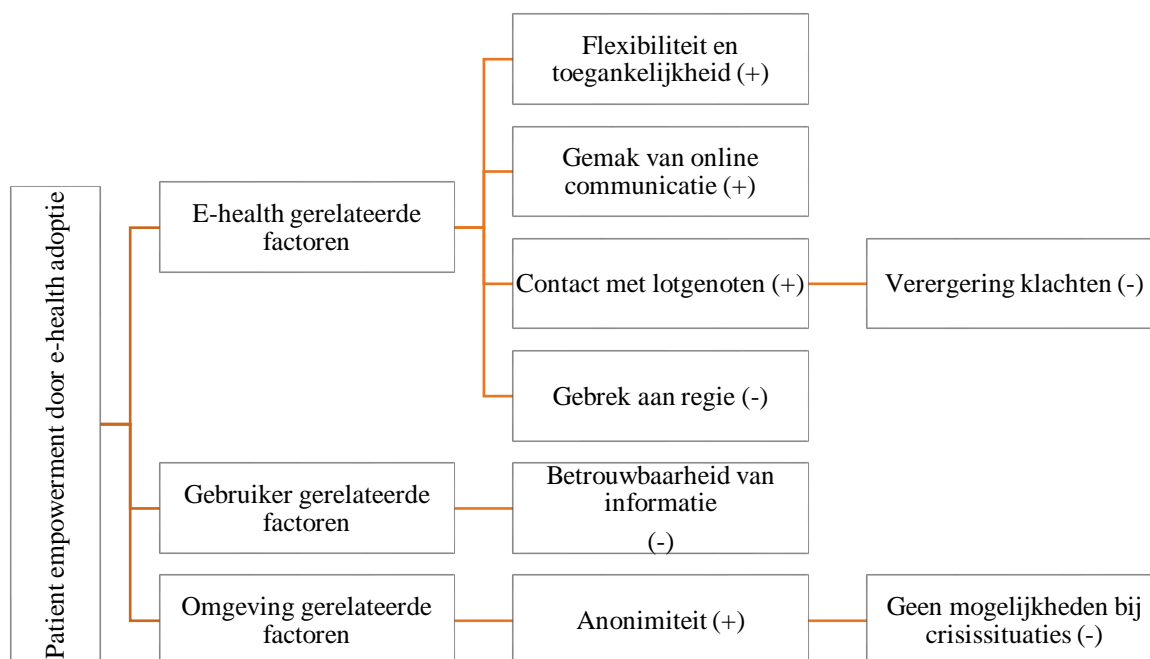 Patient empowerment door e-health adoptie
E-health gerelateerde
factoren
Flexibiliteit en
toegankelijkheid (+)
Gemak van online
communicatie (+)
Contact met lotgenoten (+)
Verergering klachten (-)
Gebrek aan regie (-)
Gebruiker gerelateerde
factoren
Betrouwbaarheid van
informatie
(-)
Omgeving gerelateerde
factoren
Anonimiteit (+)
Geen mogelijkheden bij
crisissituaties (-)